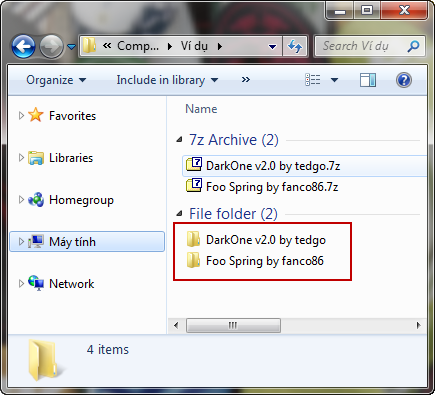 « Comp... ▸ Ví dụ ▸
Search Ví dụ
Organize Include in library »
Favorites
Libraries
Homegroup
Máy tính
Network
Name
7z Archive (2)
DarkOne v2.0 by tedgo.7z
Foo Spring by fanco86.7z
File folder (2)
DarkOne v2.0 by tedgo
Foo Spring by fanco86
4 items